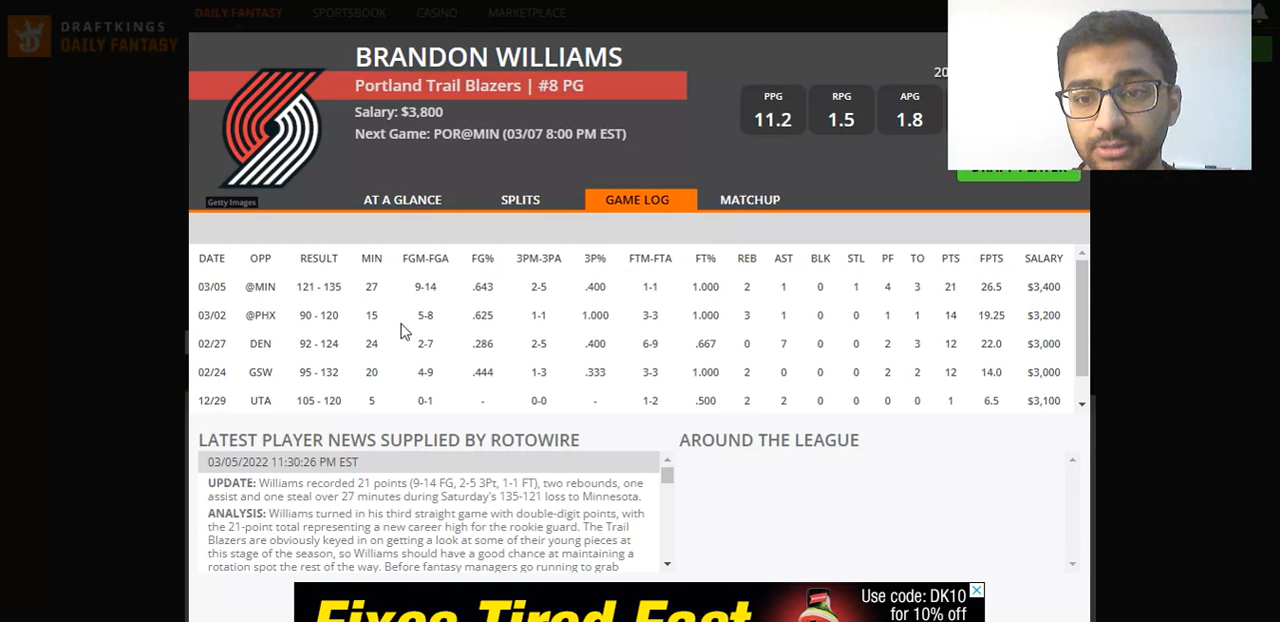 DRAFTKINGS
DAILY FANTASY
DAILY FANTASY SPORTSBOOK CASINO MARKETPLACE
BRANDON WILLIAMS
Portland Trail Blazers | #8 PG
Salary: $3,800
Next Game: POR@MIN (03/07 8:00 PM EST)
20
PPG RPG APG
11.2 1.5 1.8
Getty Images
AT A GLANCE SPLITS GAME LOG MATCHUP
DATE OPP RESULT MIN FGM-FGA FG% 3PM-3PA 3P% FTM-FTA FT% REB AST BLK STL PF TO PTS FPTS SALARY
03/05 @MIN 121 - 135 27 9-14 .643 2-5 .400 1-1 1.000 2 1 0 1 4 3 21 26.5 $3,400
03/02 @PHX 90 - 120 15 5-8 .625 1-1 1.000 3-3 1.000 3 1 0 0 1 1 14 19.25 $3,200
02/27 DEN 92 - 124 24 2-7 .286 2-5 .400 6-9 .667 0 7 0 0 2 3 12 22.0 $3,000
02/24 GSW 95 - 132 20 4-9 .444 1-3 .333 3-3 1.000 2 0 0 0 2 2 12 14.0 $3,000
12/29 UTA 105 - 120 5 0-1 - 0-0 - 1-2 .500 2 2 0 0 0 0 1 6.5 $3,100
LATEST PLAYER NEWS SUPPLIED BY ROTOWIRE
AROUND THE LEAGUE
03/05/2022 11:30:26 PM EST
UPDATE: Williams recorded 21 points (9-14 FG, 2-5 3Pt, 1-1 FT), two rebounds, one
assist and one steal over 27 minutes during Saturday's 135-121 loss to Minnesota.
ANALYSIS: Williams turned in his third straight game with double-digit points, with
the 21-point total representing a new career high for the rookie guard. The Trail
Blazers are obviously keyed in on getting a look at some of their young pieces at
this stage of the season, so Williams should have a good chance at maintaining a
rotation spot the rest of the way. Before fantasy managers go running to grab
Fixes Tired Fast
Use code: DK10
for 10% off